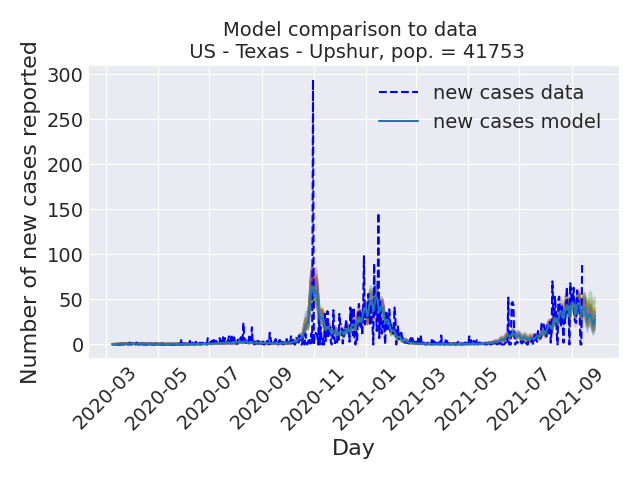 Model comparison to data
US - Texas - Upshur, pop. = 41753
Number of new cases reported
300
250
200
150
100
50
0
new cases data
new cases model
2020-03
2020-05
2020-07
2020-09
2020-11
2021-01
2021-03
2021-05
2021-07
2021-09
Day